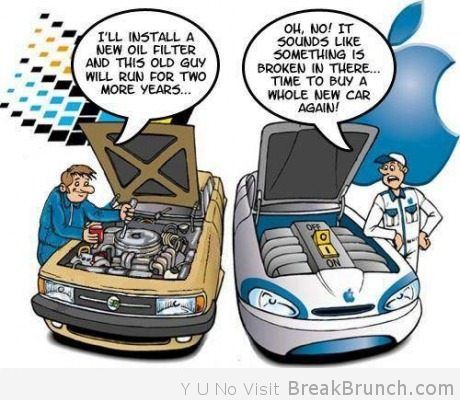 I'LL INSTALL A
NEW OIL FILTER
AND THIS OLD GUY
WILL RUN FOR TWO
MORE YEARS...
OH, NO! IT
SOUNDS LIKE
SOMETHING IS
BROKEN IN THERE...
TIME TO BUY A
WHOLE NEW CAR
AGAIN!
OFF
ON
Y U No Visit BreakBrunch.com